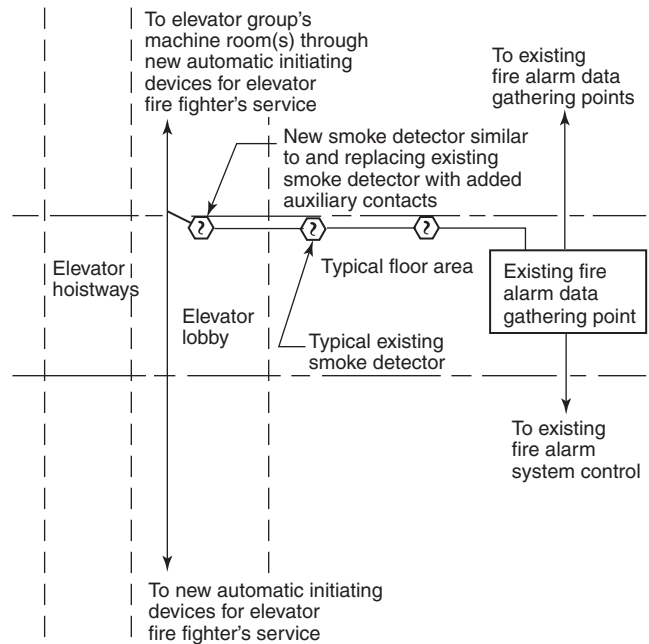 To elevator group's
machine room(s) through
new automatic initiating
devices for elevator
fire fighter's service
To existing
fire alarm data
gathering points
New smoke detector similar
to and replacing existing
smoke detector with added
auxiliary contacts
Elevator
hoistways
Elevator
lobby
Typical floor area
Existing fire
alarm data
gathering point
Typical existing
smoke detector
To existing
fire alarm
system control
To new automatic initiating
devices for elevator
fire fighter's service